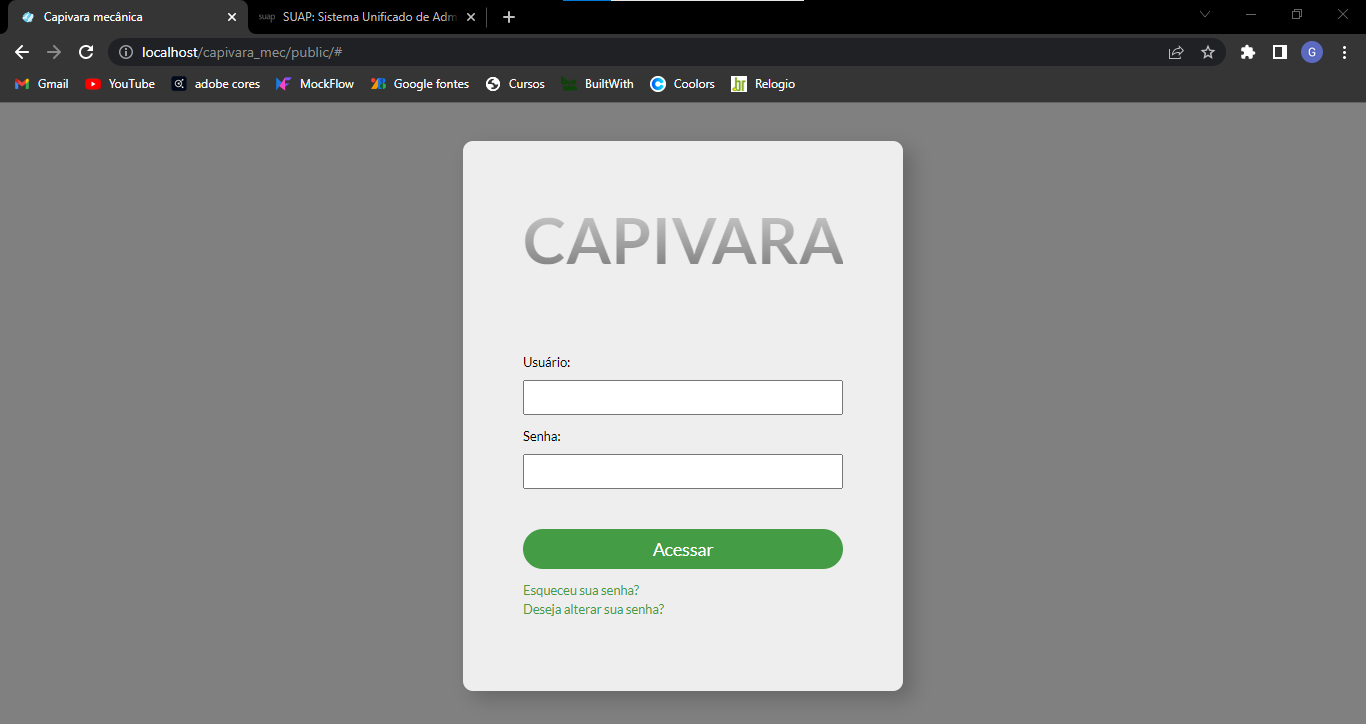 Capivara mecânica
suap SUAP: Sistema Unificado de Adm
localhost/capivara_mec/public/#
G
Gmail YouTube adobe cores MockFlow Google fontes Cursos BuiltWith Coolors .br Relogio
CAPIVARA
Usuário:
Senha:
Acessar
Esqueceu sua senha?
Deseja alterar sua senha?